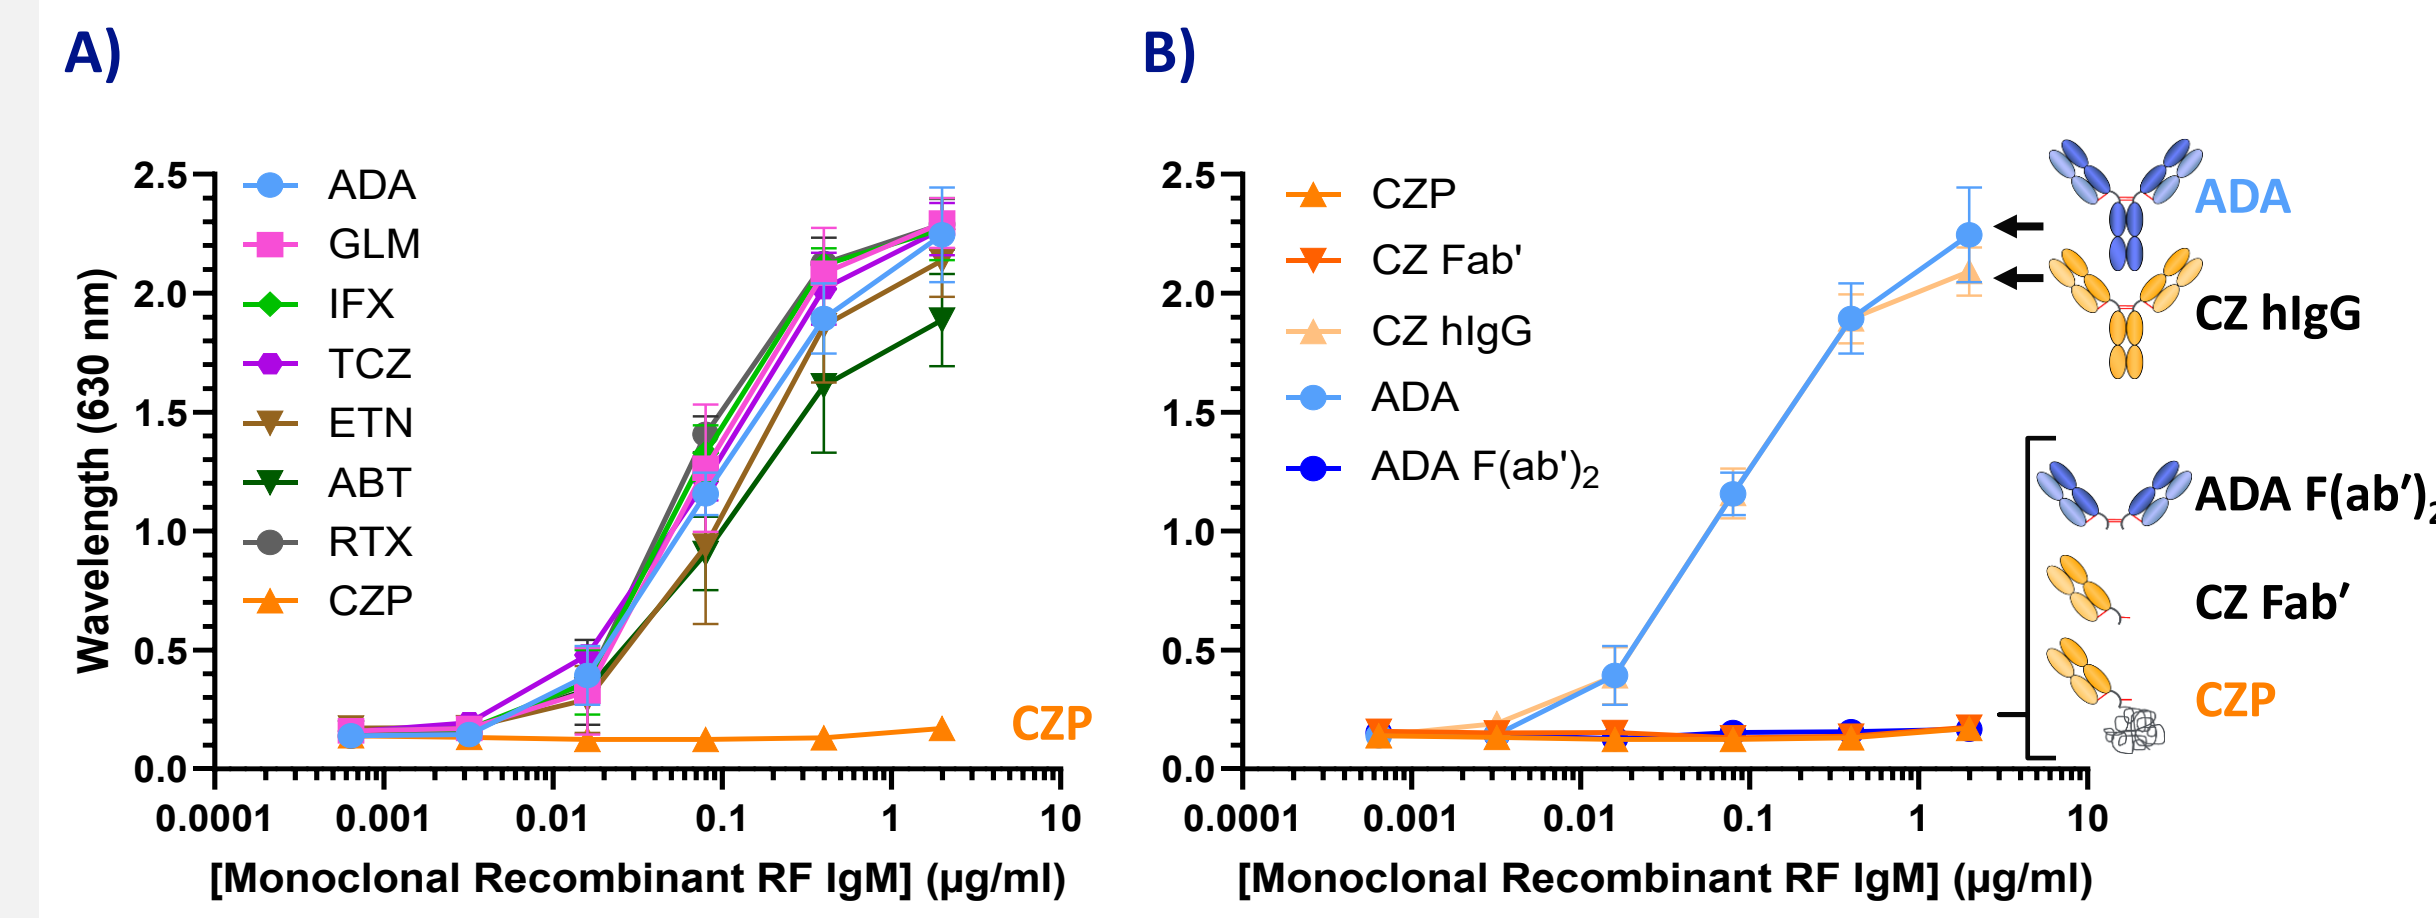 A)
2.5
2.0
1.5
1.0
0.5
0.0
Wavelength (630 nm)
ADA
GLM
IFX
TCZ
ETN
ABT
RTX
CZP
CZP
0.0001 0.001 0.01 0.1 1 10
[Monoclonal Recombinant RF IgM] (µg/ml)
B)
2.5
2.0
1.5
1.0
0.5
0.0
CZP
CZ Fab'
CZ hIgG
ADA
ADA F(ab')2
ADA
CZ hIgG
ADA F(ab′)2
CZ Fab′
CZP
0.0001 0.001 0.01 0.1 1 10
[Monoclonal Recombinant RF IgM] (µg/ml)